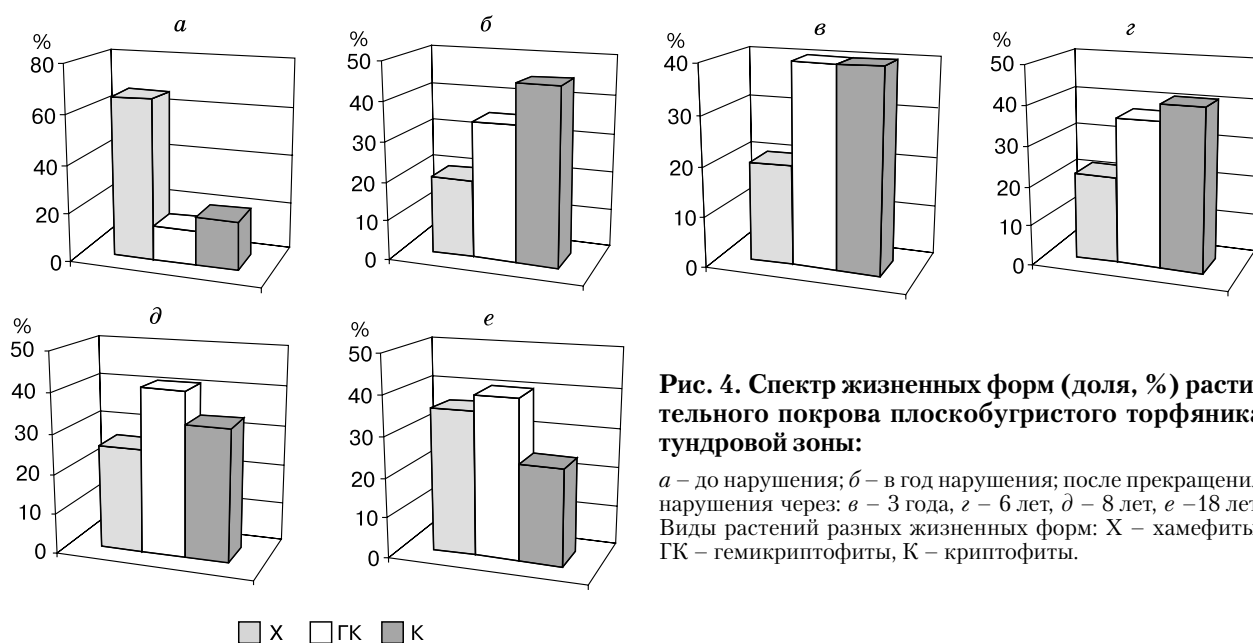 а
%
80
60
40
20
0
б
%
50
40
30
20
10
0
в
%
40
30
20
10
0
г
%
50
40
30
20
10
0
д
%
50
40
30
20
10
0
е
%
50
40
30
20
10
0
Рис. 4. Спектр жизненных форм (доля, %) расти-
тельного покрова плоскобугристого торфяника
тундровой зоны:
а – до нарушения; б – в год нарушения; после прекращения
нарушения через: в – 3 года, г – 6 лет, д – 8 лет, е –18 лет
Виды растений разных жизненных форм: Х – хамефиты
ГК – гемикриптофиты, К – криптофиты.
Х ГК К